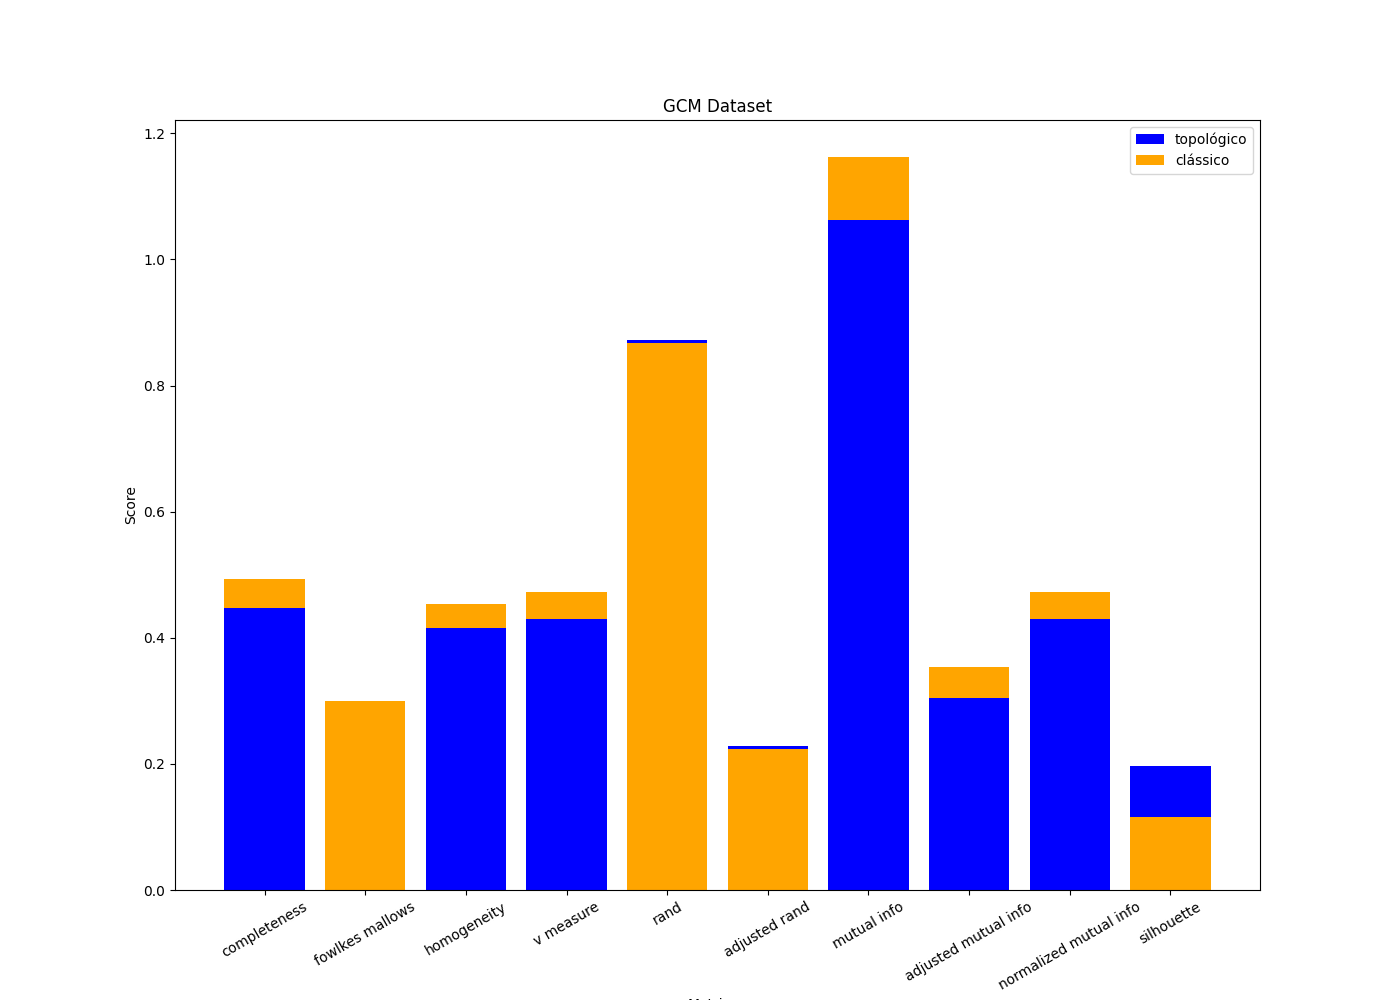 GCM Dataset
topológico
clássico
1.2
1.0
0.8
0.6
0.4
0.2
0.0
Score
completeness
fowlkes mallows
homogeneity
v measure
rand
adjusted rand
mutual info
adjusted mutual info
normalized mutual info
silhouette